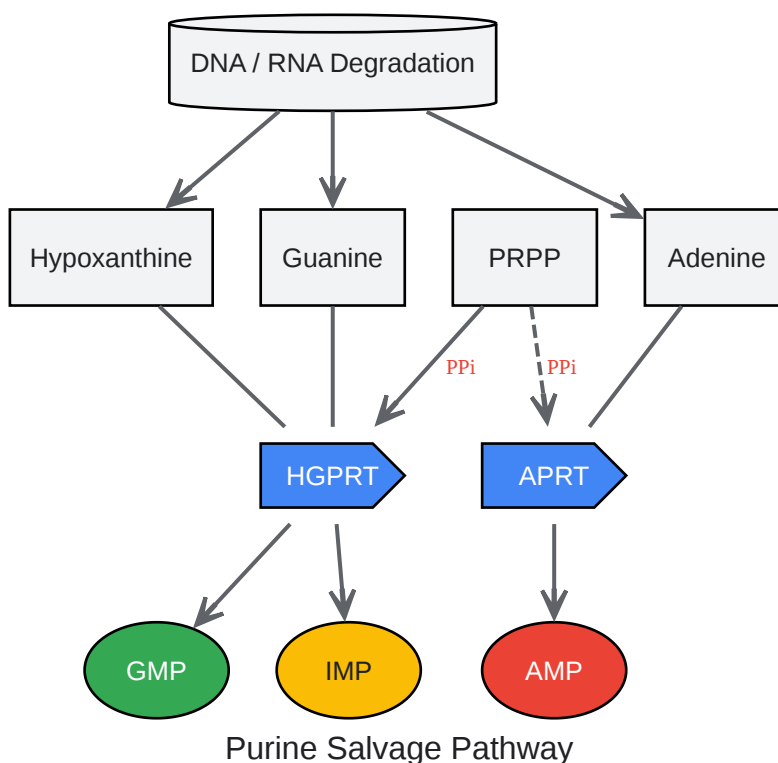 DNA / RNA Degradation
Hypoxanthine
Guanine
PRPP
Adenine
PPi
PPi
HGPRT
APRT
GMP
IMP
AMP
Purine Salvage Pathway